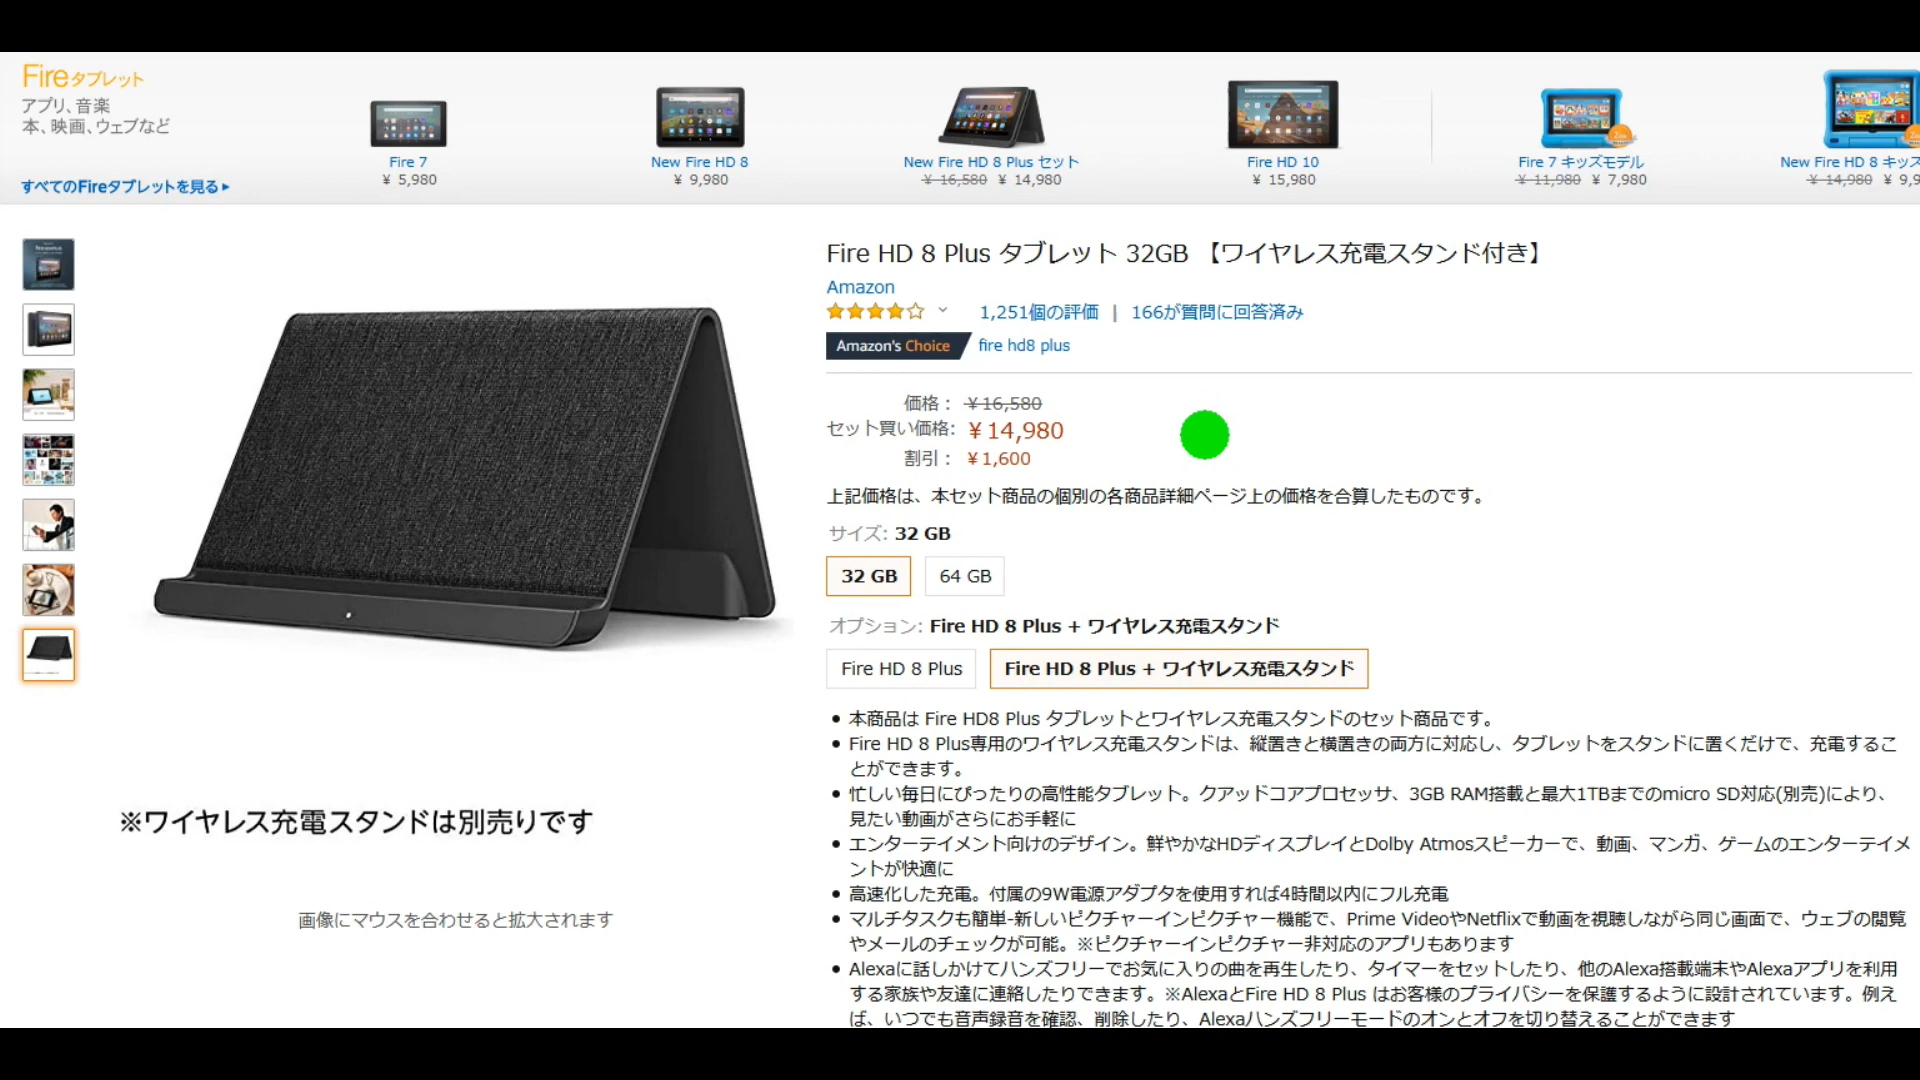 Fireタブレット
アプリ、音楽
本、映画、ウェブなど
すべてのFireタブレットを見る
Fire 7
¥ 5,980
New Fire HD 8
¥ 9,980
New Fire HD 8 Plus セット
¥ 16,580 ¥ 14,980
Fire HD 10
¥ 15,980
Fire 7 キッズモデル
¥ 11,980 ¥ 7,980
New Fire HD 8 キッズ
¥ 14,980 ¥ 9,9
Fire HD 8 Plus タブレット 32GB 【ワイヤレス充電スタンド付き】
Amazon
1,251個の評価 | 166が質問に回答済み
Amazon's Choice fire hd8 plus
価格： ¥16,580
セット買い価格: ¥14,980
割引： ¥1,600
上記価格は、本セット商品の個別の各商品詳細ページ上の価格を合算したものです。
サイズ: 32 GB
32 GB 64 GB
オプション: Fire HD 8 Plus + ワイヤレス充電スタンド
Fire HD 8 Plus Fire HD 8 Plus + ワイヤレス充電スタンド
● 本商品は Fire HD8 Plus タブレットとワイヤレス充電スタンドのセット商品です。
● Fire HD 8 Plus専用のワイヤレス充電スタンドは、縦置きと横置きの両方に対応し、タブレットをスタンドに置くだけで、充電するこ
とができます。
● 忙しい毎日にぴったりの高性能タブレット。クアッドコアプロセッサ、3GB RAM搭載と最大1TBまでのmicro SD対応(別売)により、
見たい動画がさらにお手軽に
● エンターテイメント向けのデザイン。鮮やかなHDディスプレイとDolby Atmosスピーカーで、動画、マンガ、ゲームのエンターテイメ
ントが快適に
● 高速化した充電。付属の9W電源アダプタを使用すれば4時間以内にフル充電
● マルチタスクも簡単-新しいピクチャーインピクチャー機能で、Prime VideoやNetflixで動画を視聴しながら同じ画面で、ウェブの閲覧
やメールのチェックが可能。※ピクチャーインピクチャー非対応のアプリもあります
● Alexaに話しかけてハンズフリーでお気に入りの曲を再生したり、タイマーをセットしたり、他のAlexa搭載端末やAlexaアプリを利用
する家族や友達に連絡したりできます。※AlexaとFire HD 8 Plus はお客様のプライバシーを保護するように設計されています。例え
ば、いつでも音声録音を確認、削除したり、Alexaハンズフリーモードのオンとオフを切り替えることができます
※ワイヤレス充電スタンドは別売りです
画像にマウスを合わせると拡大されます